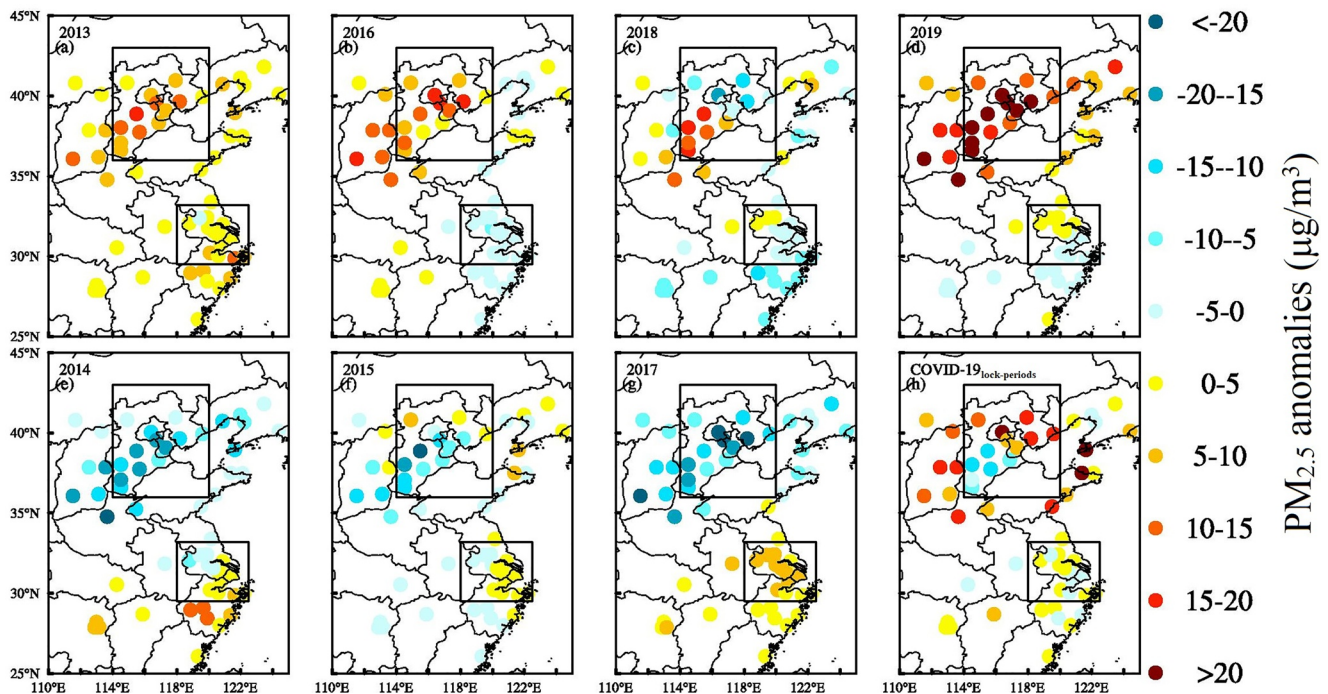 45°N
2013
(a)
40°N
35°N
30°N
25°N
2016
(b)
2018
(c)
2019
(d)
45°N
2014
(e)
40°N
35°N
30°N
25°N
110°E 114°E 118°E 122°E
2015
(f)
110°E 114°E 118°E 122°E
2017
(g)
110°E 114°E 118°E 122°E
COVID-19lock-periods
(h)
110°E 114°E 118°E 122°E
<-20
-20--15
-15--10
-10--5
-5-0
0-5
5-10
10-15
15-20
>20
PM2.5 anomalies (μg/m³)